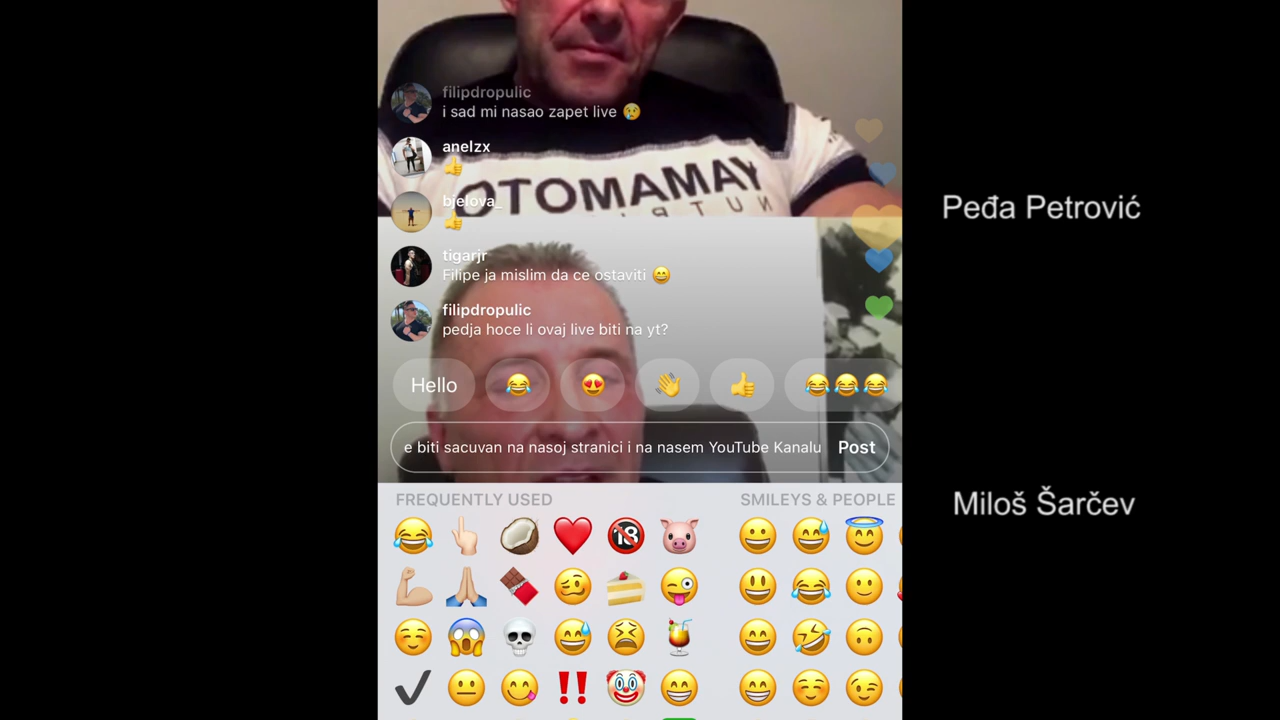 filipdropulic
i sad mi nasao zapet live 😢
anelzx
👍
OTOMAMAY
bjelova_
👍
tigarjr
Filipe ja mislim da ce ostaviti 😄
filipdropulic
pedja hoce li ovaj live biti na yt?
Hello 😂 😍 👋 👍 😂😂😂
e biti sacuvan na nasoj stranici i na nasem YouTube Kanalu Post
FREQUENTLY USED SMILEYS & PEOPLE
Peđa Petrović
Miloš Šarčev